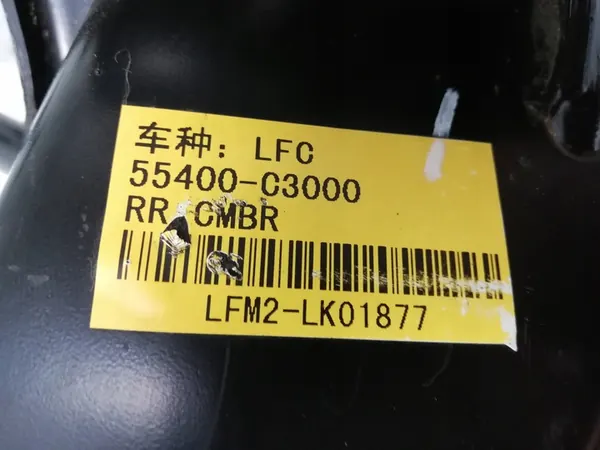 车种: LFC
55400-C3000
RR CMBR
LFM2-LK01877